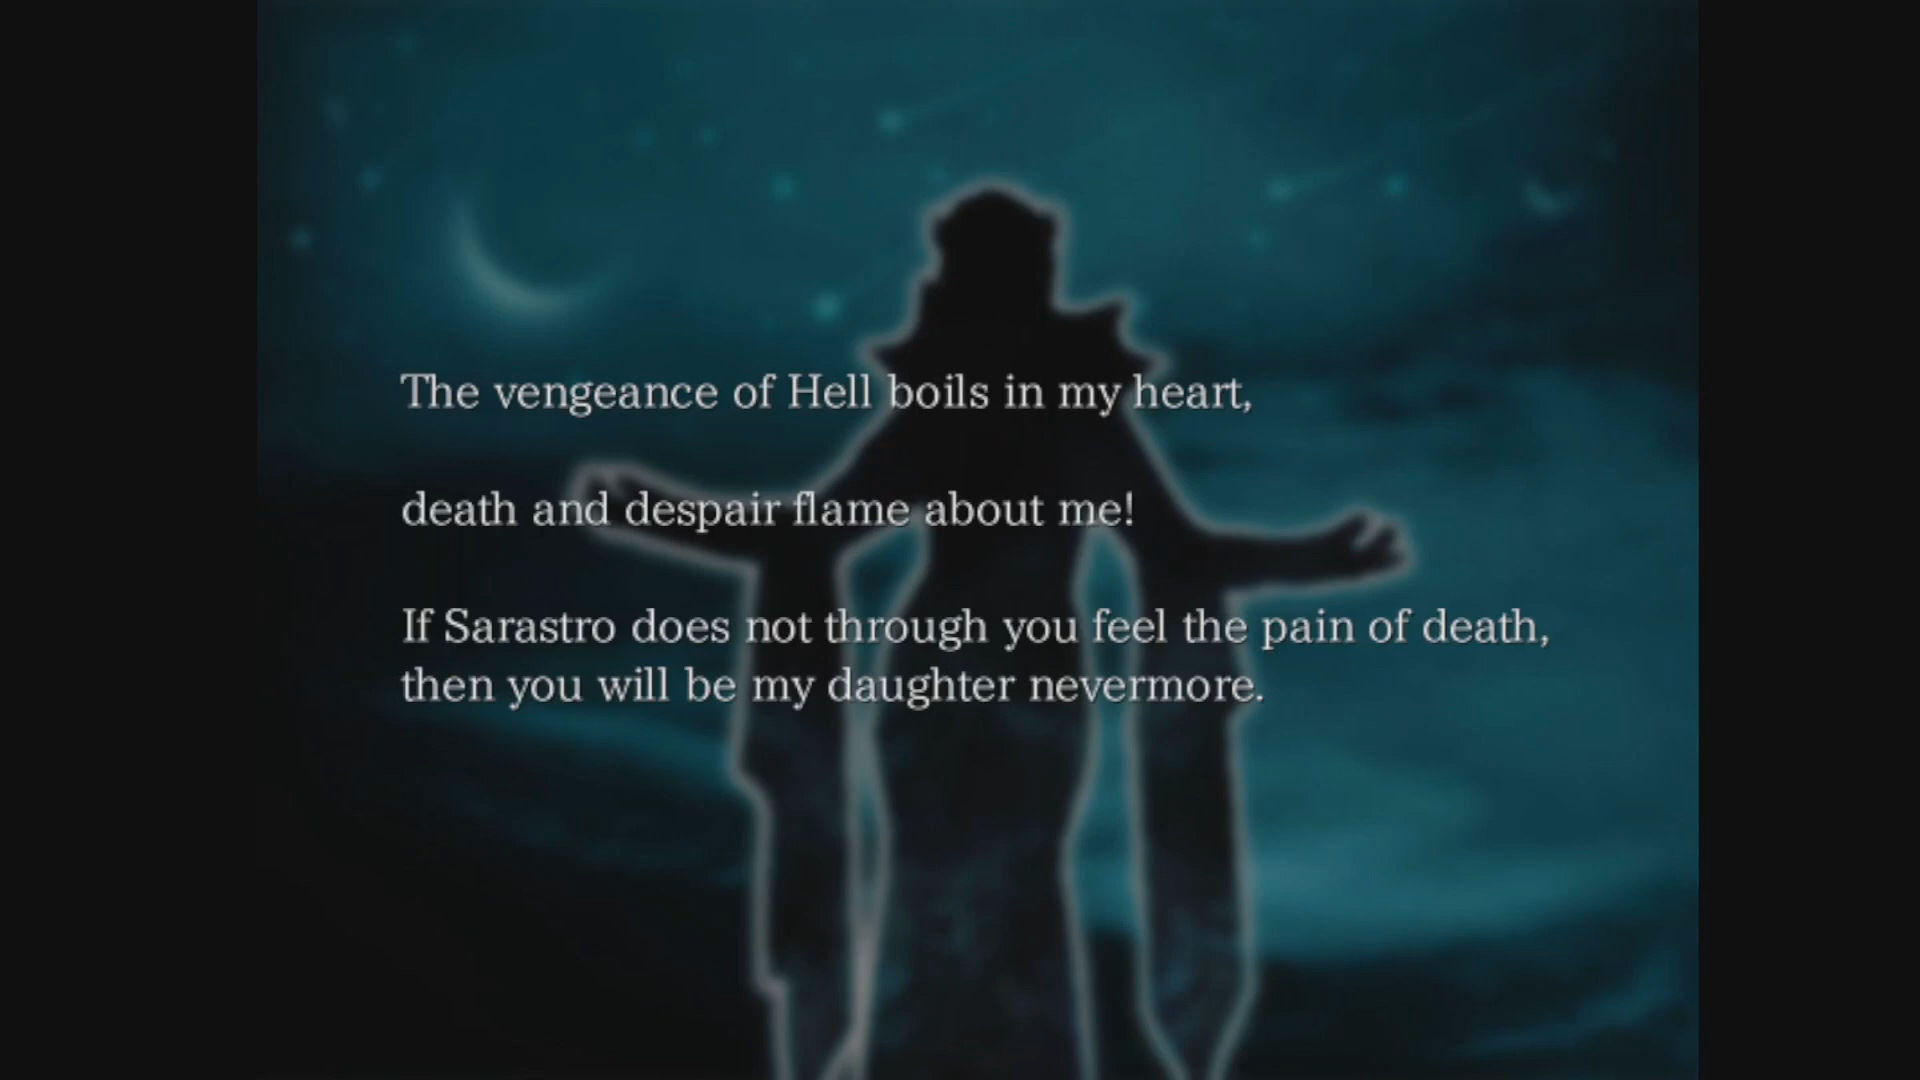 The vengeance of Hell boils in my heart,
death and despair flame about me!
If Sarastro does not through you feel the pain of death,
then you will be my daughter nevermore.